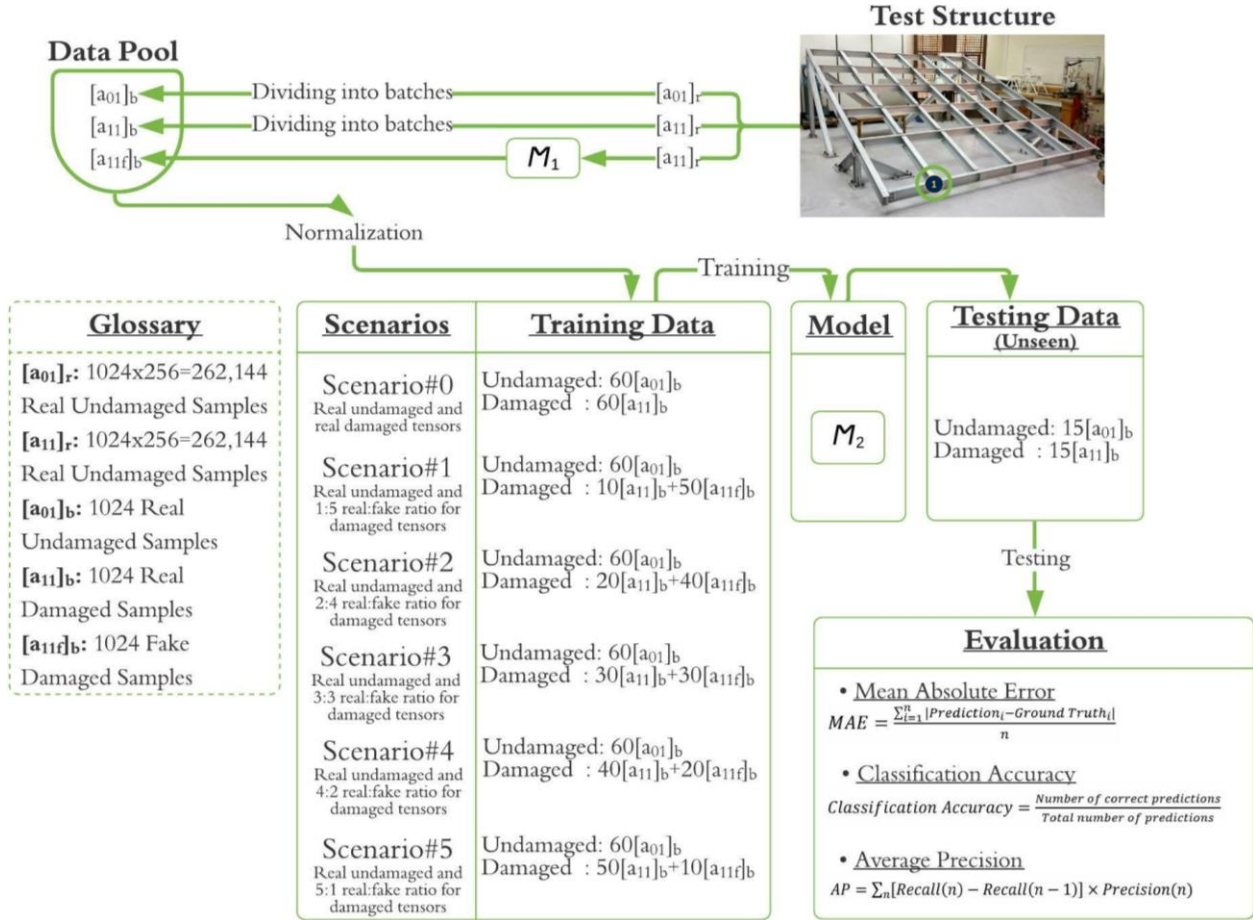 Test Structure
Data Pool
[a01]b
Dividing into batches
[a01]r
[a11]b
Dividing into batches
[a11]r
[a11f]b
M1
[a11]r
1
Normalization
Training
Glossary
[a01]r: 1024x256=262,144
Real Undamaged Samples
[a11]r: 1024x256=262,144
Real Undamaged Samples
[a01]b: 1024 Real
Undamaged Samples
[a11]b: 1024 Real
Damaged Samples
[a11f]b: 1024 Fake
Damaged Samples
Scenarios
Training Data
Scenario#0
Real undamaged and
real damaged tensors
Undamaged: 60[a01]b
Damaged : 60[a11]b
Scenario#1
Real undamaged and
1:5 real:fake ratio for
damaged tensors
Undamaged: 60[a01]b
Damaged : 10[a11]b+50[a11f]b
Scenario#2
Real undamaged and
2:4 real:fake ratio for
damaged tensors
Undamaged: 60[a01]b
Damaged : 20[a11]b+40[a11f]b
Scenario#3
Real undamaged and
3:3 real:fake ratio for
damaged tensors
Undamaged: 60[a01]b
Damaged : 30[a11]b+30[a11f]b
Scenario#4
Real undamaged and
4:2 real:fake ratio for
damaged tensors
Undamaged: 60[a01]b
Damaged : 40[a11]b+20[a11f]b
Scenario#5
Real undamaged and
5:1 real:fake ratio for
damaged tensors
Undamaged: 60[a01]b
Damaged : 50[a11]b+10[a11f]b
Model
M2
Testing Data
(Unseen)
Undamaged: 15[a01]b
Damaged : 15[a11]b
Testing
Evaluation
• Mean Absolute Error
MAE = ∑ni=1 |Predictioni−Ground Truthi| / n
• Classification Accuracy
Classification Accuracy = Number of correct predictions / Total number of predictions
• Average Precision
AP = ∑n[Recall(n) − Recall(n − 1)] × Precision(n)